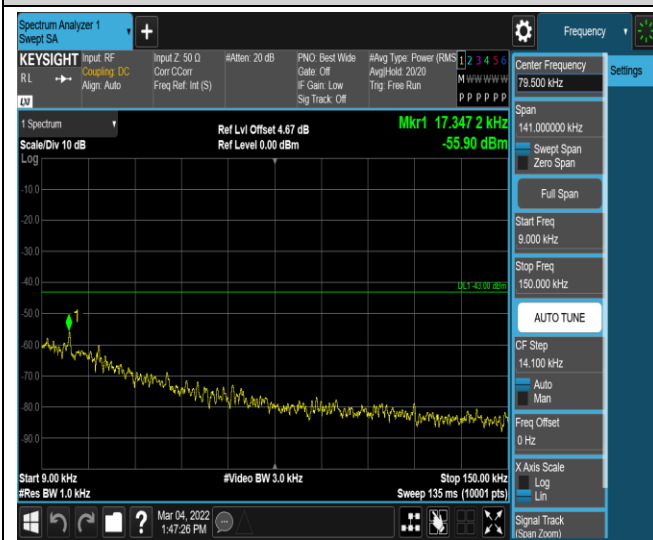 Spectrum Analyzer 1
Swept SA
+
Frequency
KEYSIGHT
RL
LXI
Input: RF
Coupling: DC
Align: Auto
Input Z: 50 Ω
Corr CCorr
Freq Ref: Int (S)
#Atten: 20 dB
PNO: Best Wide
Gate: Off
IF Gain: Low
Sig Track: Off
#Avg Type: Power (RMS
Avg|Hold: 20/20
Trig: Free Run
1 2 3 4 5 6
M W W W W W
P P P P P P
Center Frequency
79.500 kHz
Settings
Span
141.000000 kHz
Swept Span
Zero Span
Full Span
Start Freq
9.000 kHz
Stop Freq
150.000 kHz
AUTO TUNE
CF Step
14.100 kHz
Auto
Man
Freq Offset
0 Hz
X Axis Scale
Log
Lin
Signal Track
(Span Zoom)
1 Spectrum
Scale/Div 10 dB
Log
Ref Lvl Offset 4.67 dB
Ref Level 0.00 dBm
Mkr1 17.347 2 kHz
-55.90 dBm
-10.0
-20.0
-30.0
-40.0
DL1 -43.00 dBm
-50.0
1
-60.0
-70.0
-80.0
-90.0
Start 9.00 kHz
#Res BW 1.0 kHz
#Video BW 3.0 kHz
Stop 150.00 kHz
Sweep 135 ms (10001 pts)
?
Mar 04, 2022
1:47:26 PM